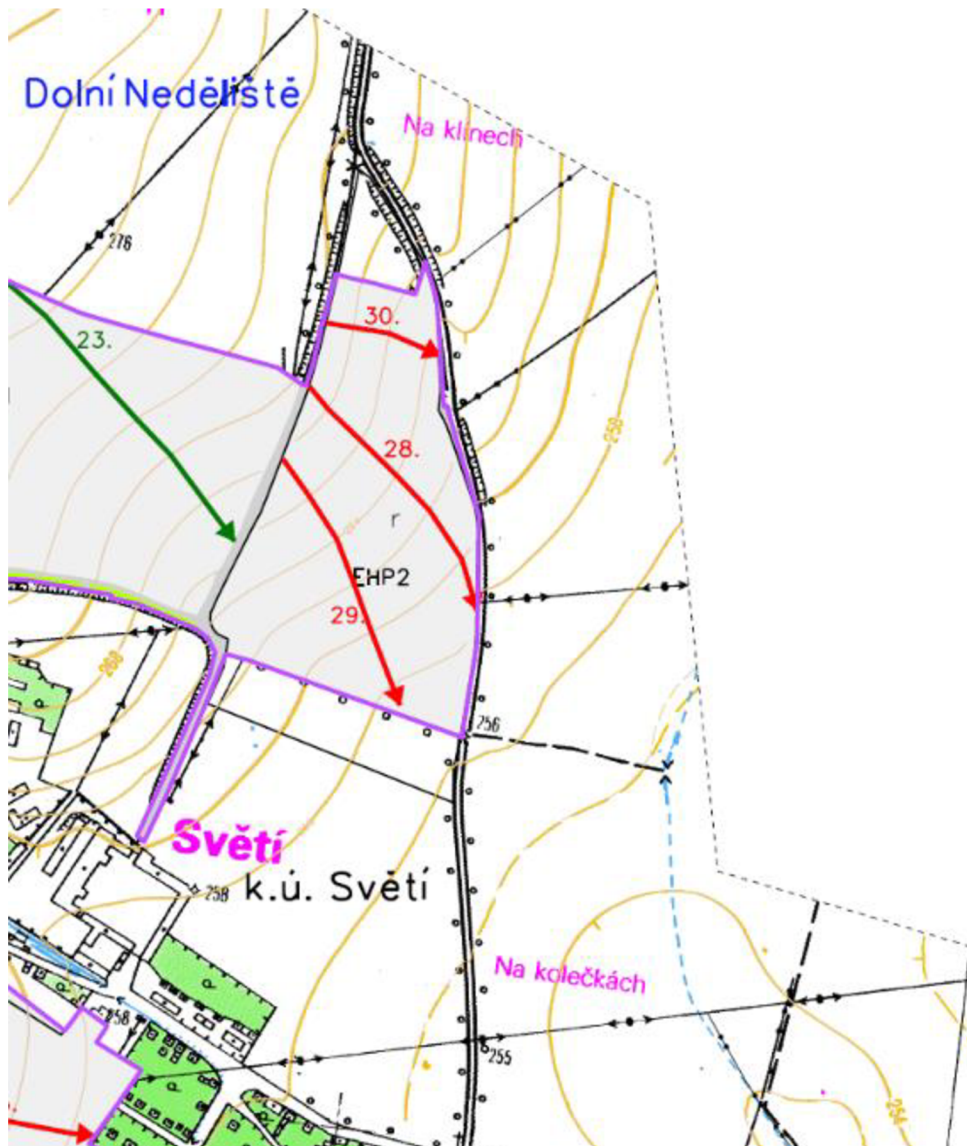 Dolní Neděliště
Na klínech
276
30.
23.
28.
258
r
EHP2
29.
268
256
Světí
k.ú. Světí
258
Na kolečkách
258
255
254